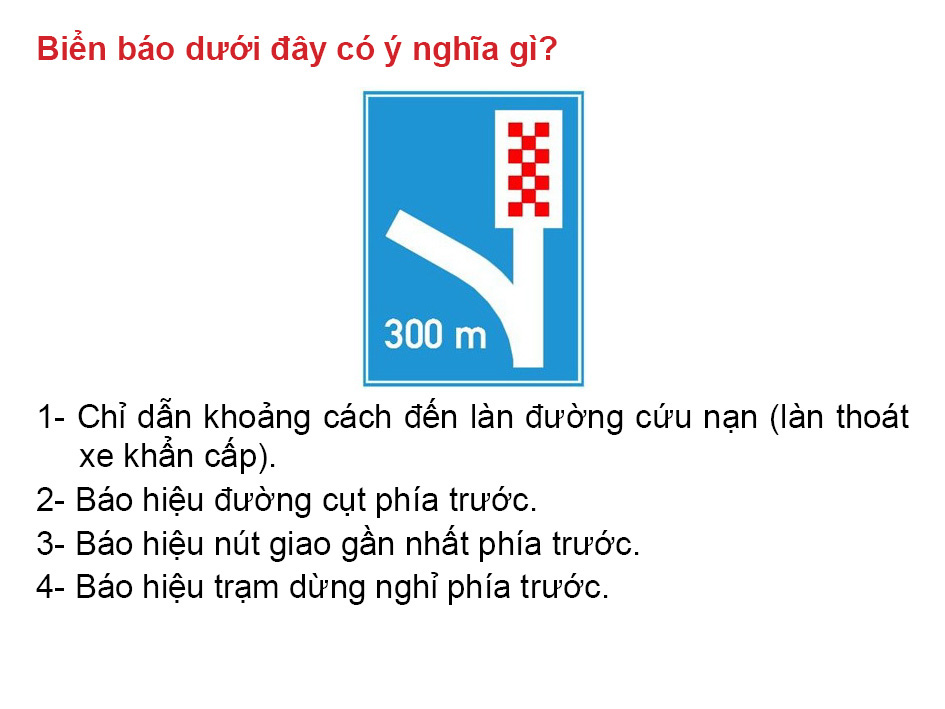 Biển báo dưới đây có ý nghĩa gì?
300 m
1- Chỉ dẫn khoảng cách đến làn đường cứu nạn (làn thoát
xe khẩn cấp).
2- Báo hiệu đường cụt phía trước.
3- Báo hiệu nút giao gần nhất phía trước.
4- Báo hiệu trạm dừng nghỉ phía trước.